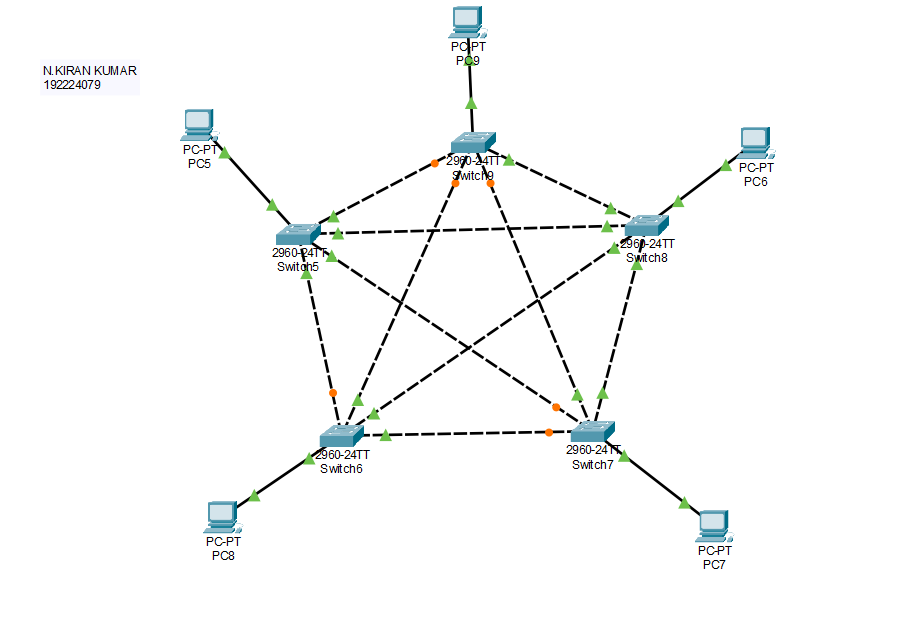 PC-PT
PC9
N.KIRAN KUMAR
192224079
PC-PT
PC5
2960-24TT
Switch9
PC-PT
PC6
2960-24TT
Switch5
2960-24TT
Switch8
2960-24TT
Switch6
2960-24TT
Switch7
PC-PT
PC8
PC-PT
PC7